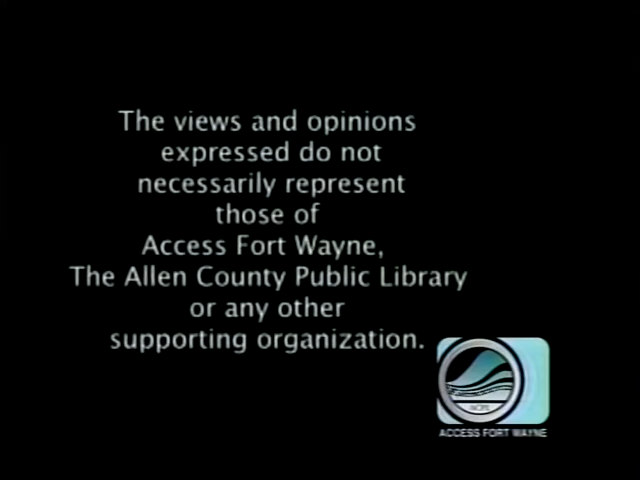 The views and opinions
expressed do not
necessarily represent
those of
Access Fort Wayne,
The Allen County Public Library
or any other
supporting organization.
ACPL
ACCESS FORT WAYNE